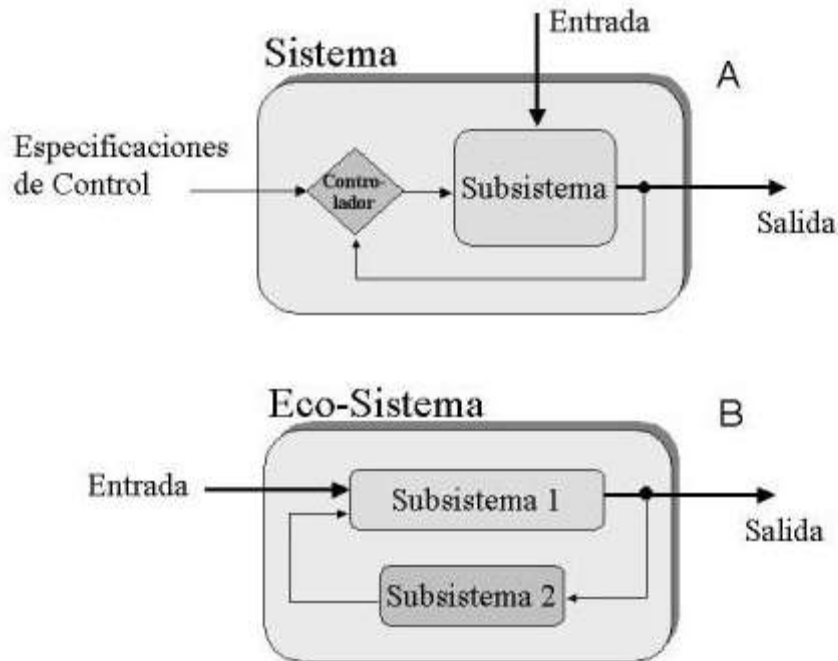 Entrada
Sistema
A
Especificaciones
de Control
Contro-
lador
Subsistema
Salida
Eco-Sistema
B
Entrada
Subsistema 1
Salida
Subsistema 2